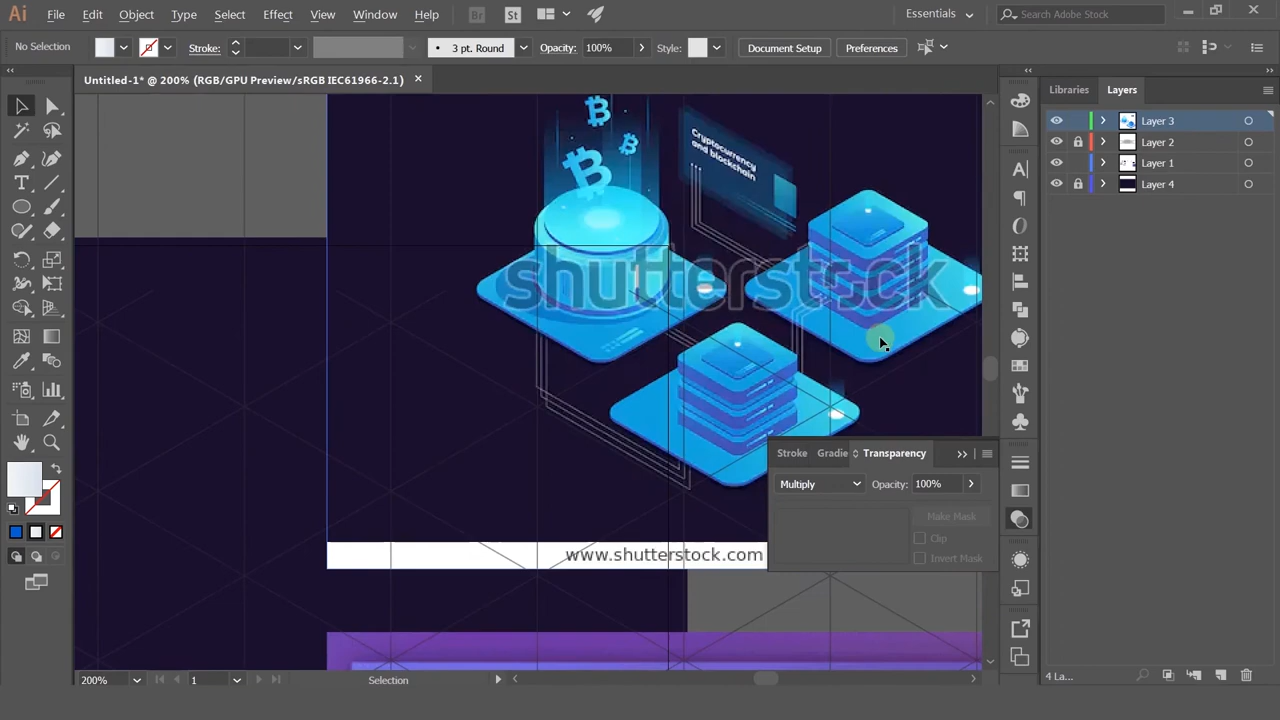 Ai File Edit Object Type Select Effect View Window Help Br St Essentials Search Adobe Stock
No Selection Stroke: 3 pt. Round Opacity: 100% Style: Document Setup Preferences
Untitled-1* @ 200% (RGB/GPU Preview/sRGB IEC61966-2.1)
Libraries Layers
Layer 3
Layer 2
Layer 1
Layer 4
Cryptocurrency
and blockchain
shutterstock
Stroke Gradie Transparency
Multiply Opacity: 100%
Make Mask
Clip
Invert Mask
www.shutterstock.com
200% 1 Selection 4 La...